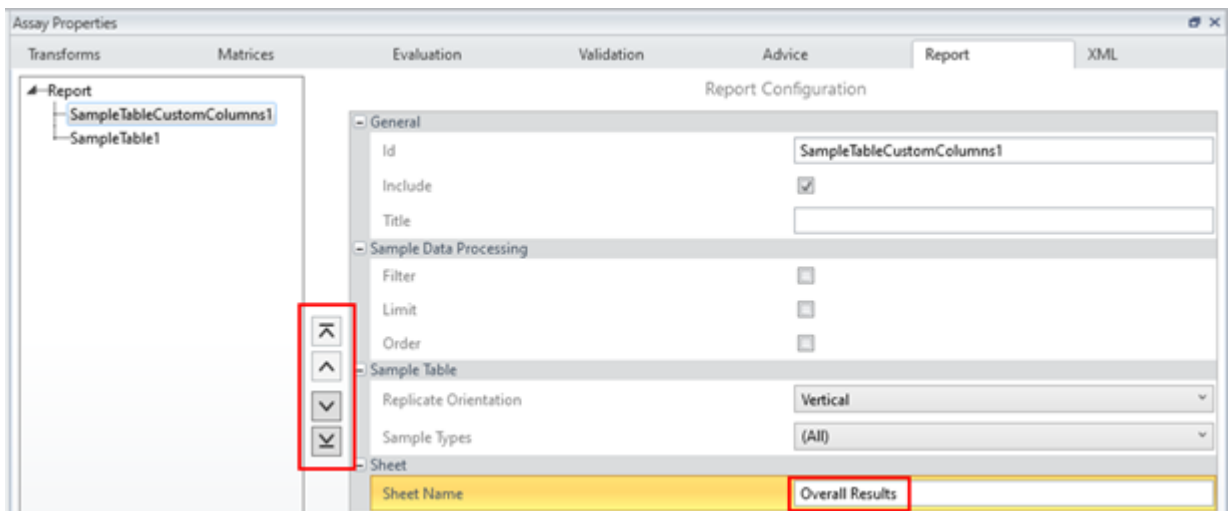 Assay Properties
Transforms Matrices Evaluation Validation Advice Report XML
Report
SampleTableCustomColumns1
SampleTable1
Report Configuration
General
Id SampleTableCustomColumns1
Include
Title
Sample Data Processing
Filter
Limit
Order
Sample Table
Replicate Orientation Vertical
Sample Types (All)
Sheet
Sheet Name Overall Results